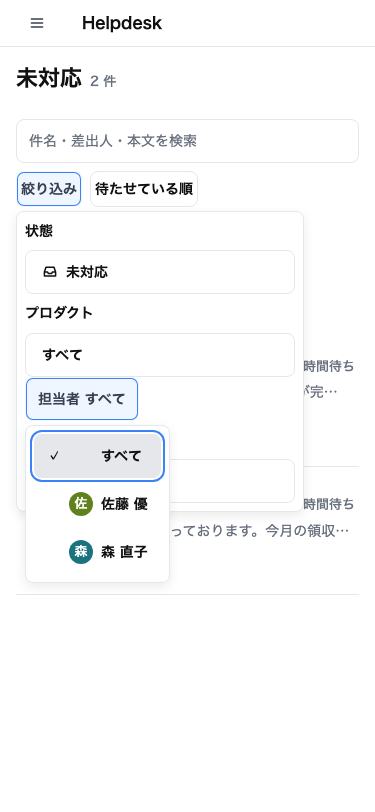 Helpdesk
未対応 2 件
件名・差出人・本文を検索
絞り込み 待たせている順
状態
未対応
プロダクト
すべて
時間待ち
が完…
担当者 すべて
✓ すべて
佐 佐藤 優
時間待ち
っております。今月の領収…
森 森 直子